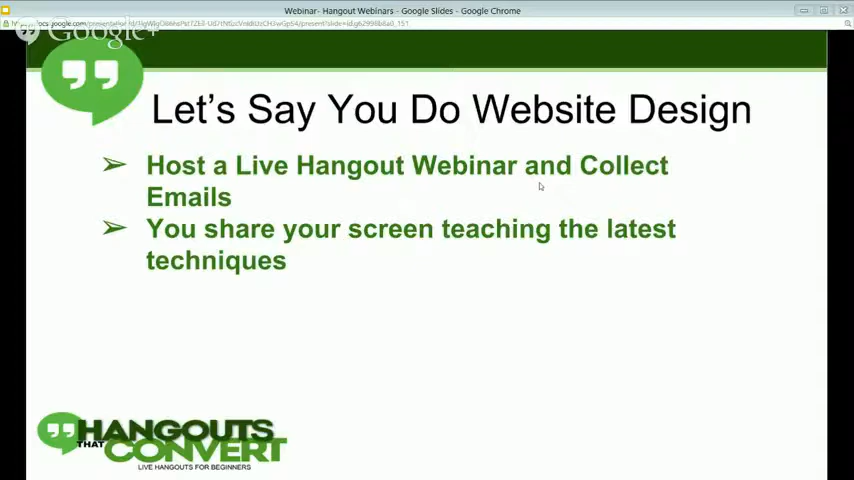 Webinar- Hangout Webinars - Google Slides - Google Chrome
Google+
Let's Say You Do Website Design
➢ Host a Live Hangout Webinar and Collect
Emails
➢ You share your screen teaching the latest
techniques
HANGOUTS
THAT CONVERT
LIVE HANGOUTS FOR BEGINNERS